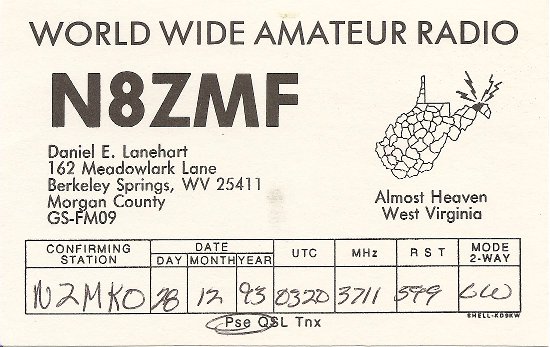 WORLD WIDE AMATEUR RADIO
N8ZMF
Daniel E. Lanehart
162 Meadowlark Lane
Berkeley Springs, WV 25411
Morgan County
GS-FM09
Almost Heaven
West Virginia
CONFIRMING STATION DATE DAY MONTH YEAR UTC MHz R S T MODE 2-WAY
N2MKO 28 12 93 0320 3711 599 CW
SHELL-KD9KW
Pse QSL Tnx